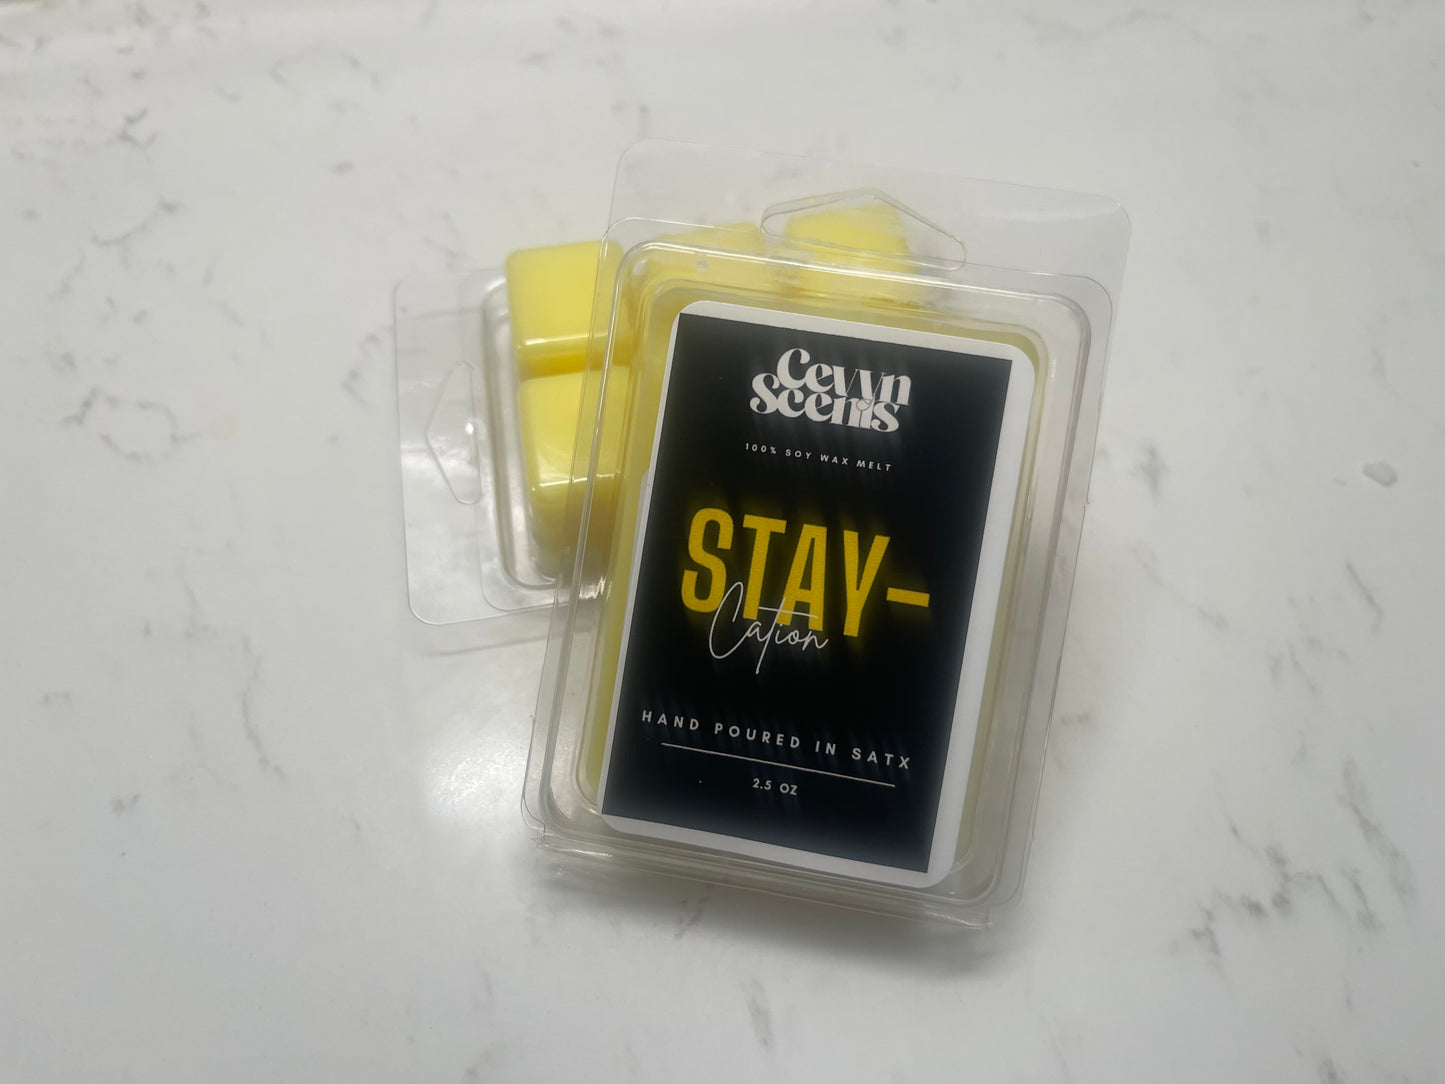 Cevyn
Scents
100% SOY WAX MELT
STAY-
Cation
HAND POURED IN SATX
2.5 OZ